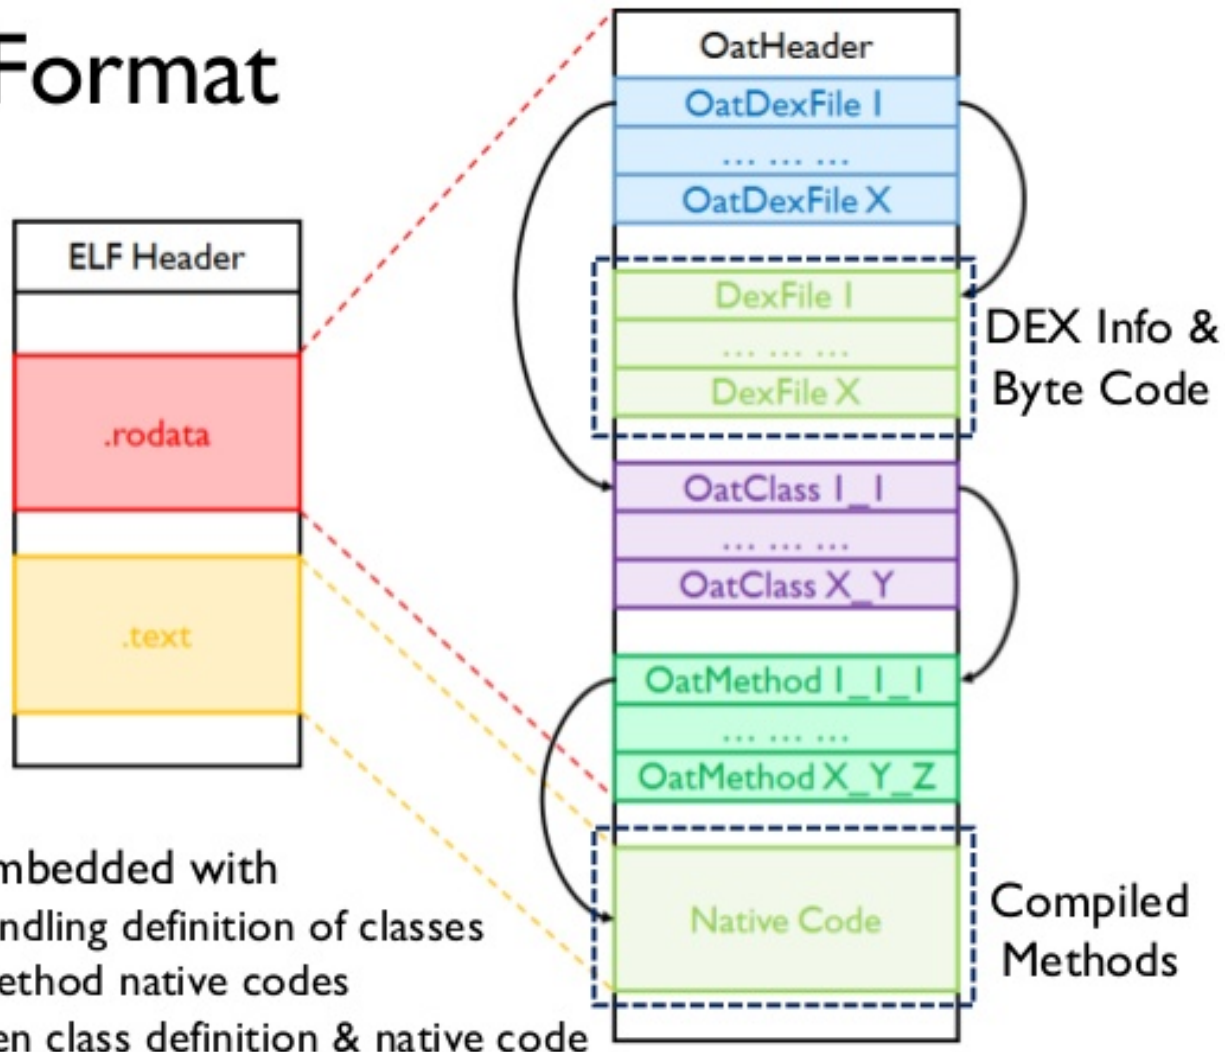 Format
ELF Header
.rodata
.text
OatHeader
OatDexFile 1
... ... ...
OatDexFile X
DexFile 1
... ... ...
DexFile X
DEX Info &
Byte Code
OatClass 1_1
... ... ...
OatClass X_Y
OatMethod 1_1_1
... ... ...
OatMethod X_Y_Z
Native Code
Compiled
Methods
mbedded with
ndling definition of classes
ethod native codes
en class definition & native code